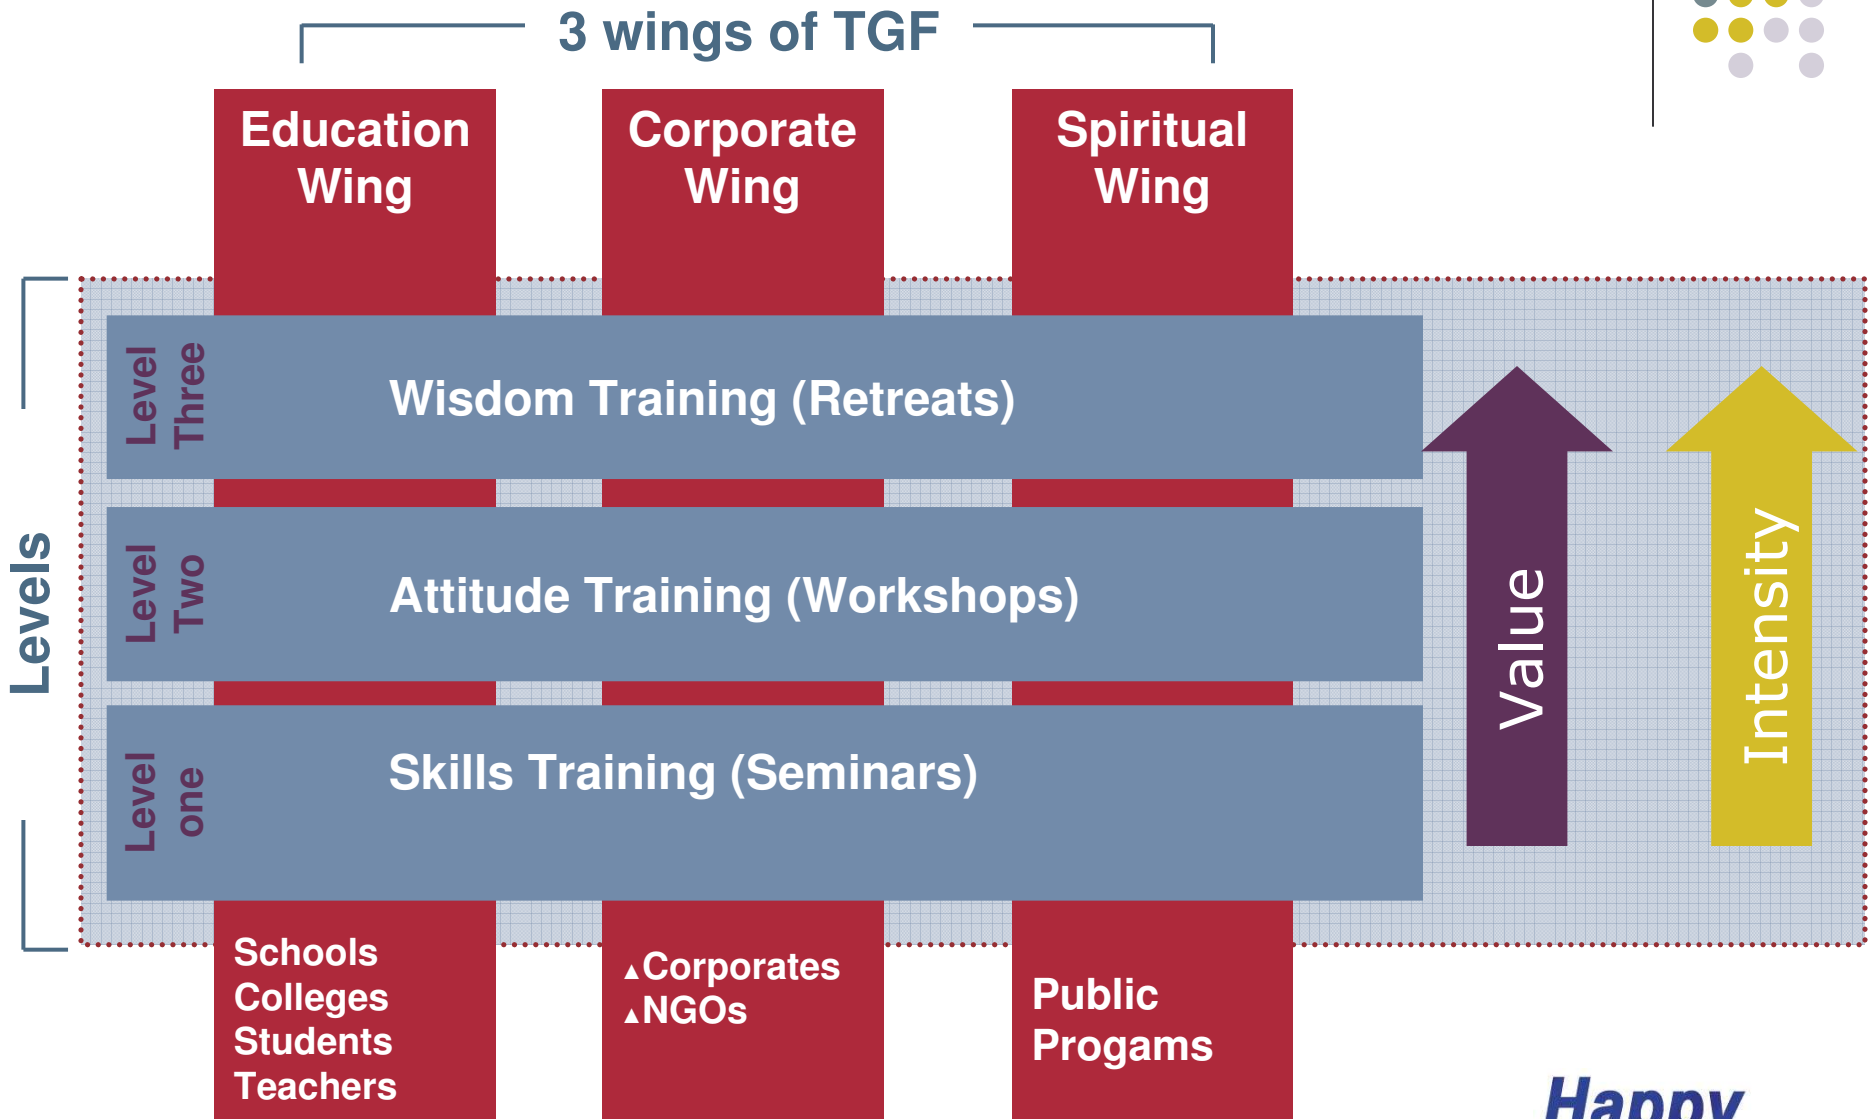 3 wings of TGF
Education
Wing
Corporate
Wing
Spiritual
Wing
Levels
Level
Three
Wisdom Training (Retreats)
Level
Two
Attitude Training (Workshops)
Level
one
Skills Training (Seminars)
Value
Intensity
Schools
Colleges
Students
Teachers
▲Corporates
▲NGOs
Public
Progams
Happy